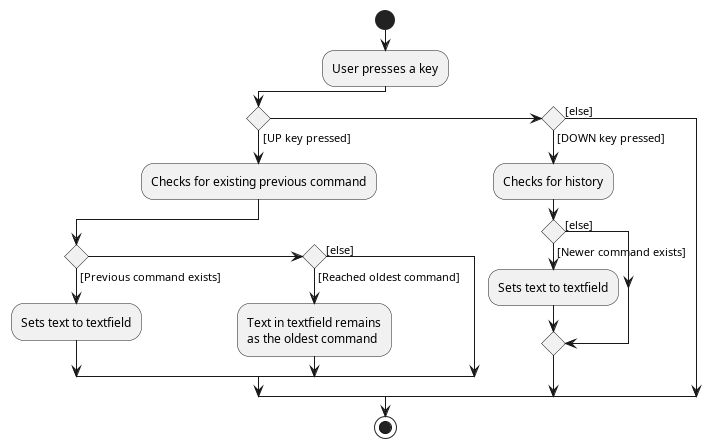 User presses a key
[else]
[UP key pressed]
[DOWN key pressed]
Checks for existing previous command
Checks for history
[else]
[else]
[Newer command exists]
[Previous command exists]
[Reached oldest command]
Sets text to textfield
Sets text to textfield
Text in textfield remains
as the oldest command